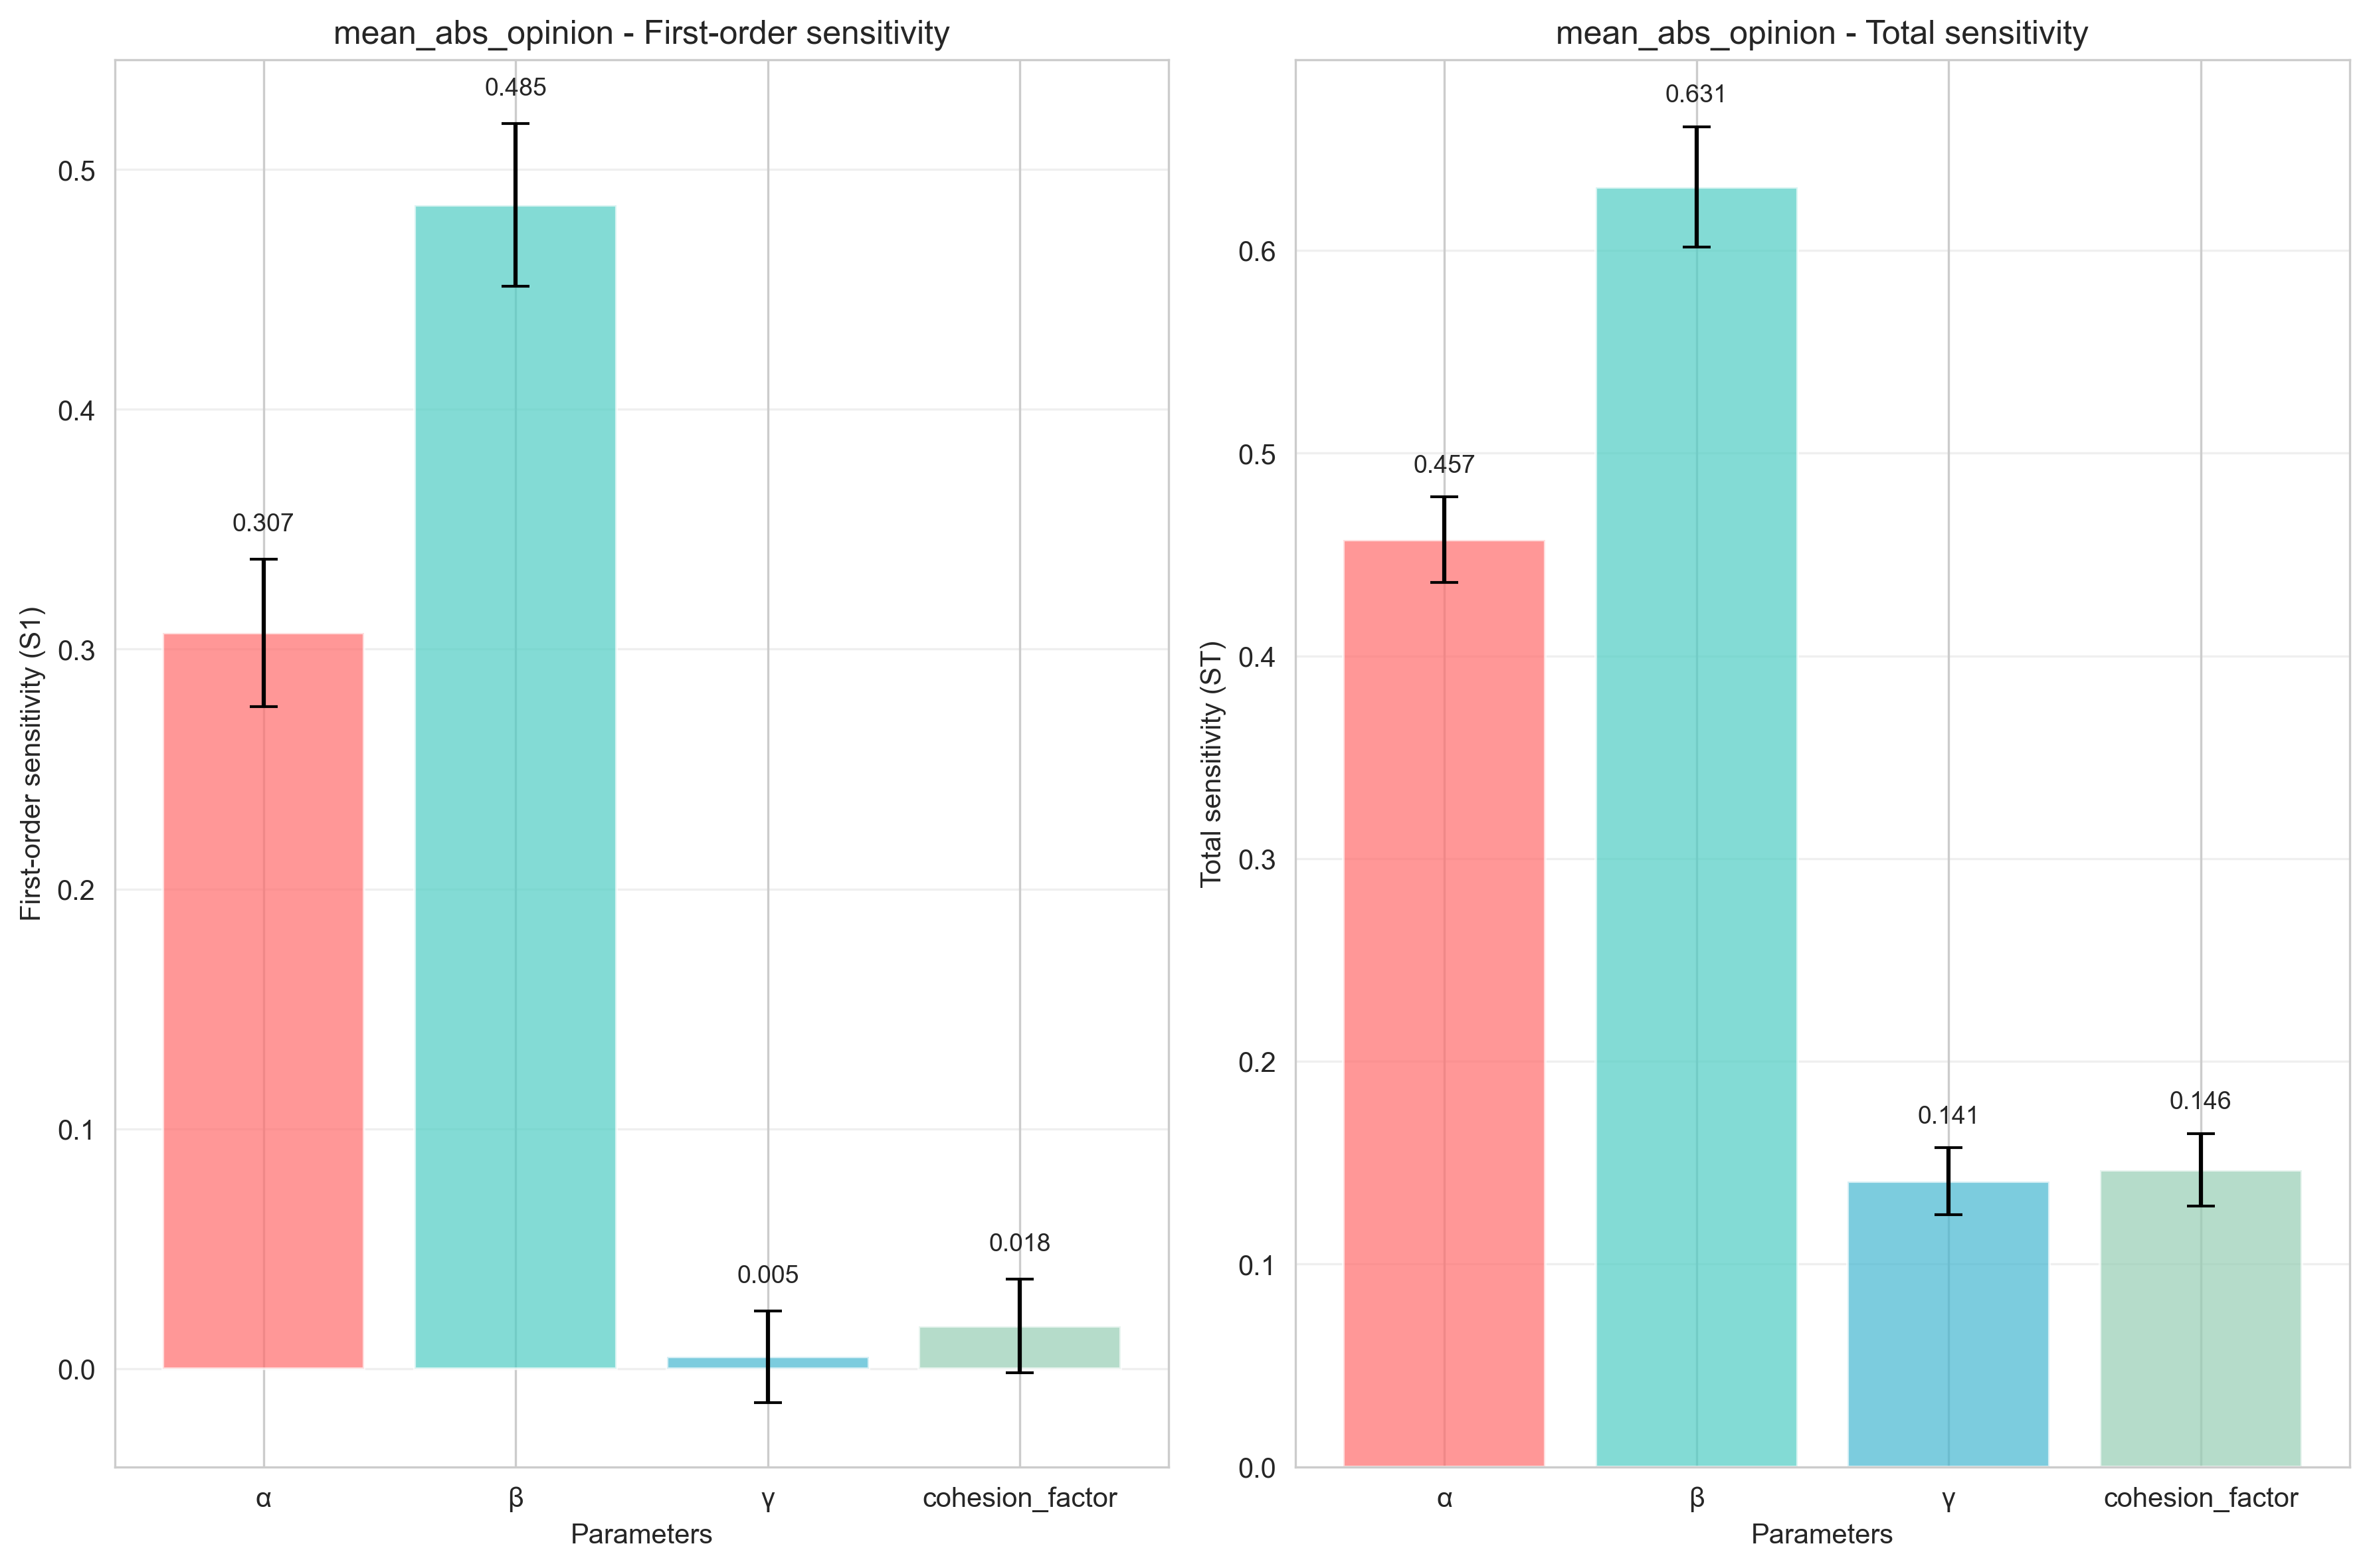 mean_abs_opinion - First-order sensitivity
First-order sensitivity (S1)
0.5
0.4
0.3
0.2
0.1
0.0
0.307
0.485
0.005
0.018
α
β
γ
cohesion_factor
Parameters
mean_abs_opinion - Total sensitivity
Total sensitivity (ST)
0.6
0.5
0.4
0.3
0.2
0.1
0.0
0.457
0.631
0.141
0.146
α
β
γ
cohesion_factor
Parameters